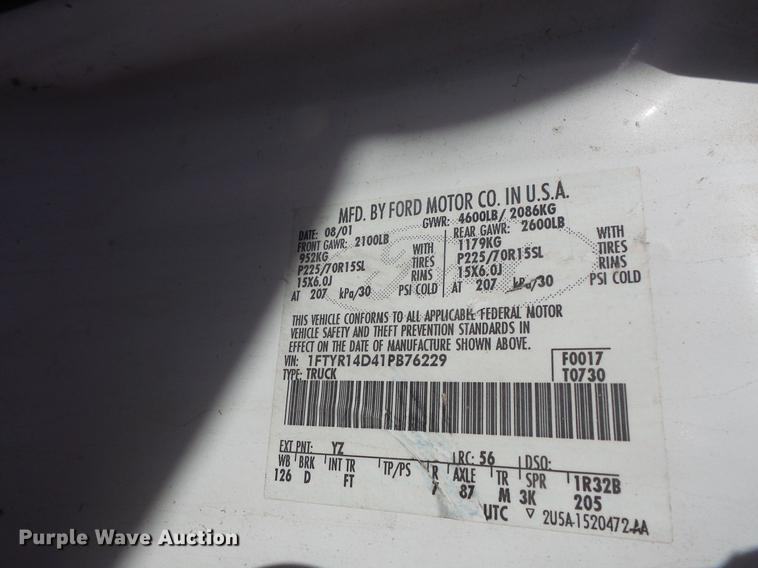 MFD. BY FORD MOTOR CO. IN U.S.A.
DATE: 08/01 GVWR: 4600LB/ 2086KG
FRONT GAWR: 2100LB REAR GAWR: 2600LB
952KG WITH 1179KG WITH
P225/70R15SL TIRES P225/70R15SL TIRES
15X6.0J RIMS 15X6.0J RIMS
AT 207 kPa/30 PSI COLD AT 207 kPa/30 PSI COLD
THIS VEHICLE CONFORMS TO ALL APPLICABLE FEDERAL MOTOR
VEHICLE SAFETY AND THEFT PREVENTION STANDARDS IN
EFFECT ON THE DATE OF MANUFACTURE SHOWN ABOVE.
VIN: 1FTYR14D41PB76229 F0017
TYPE: TRUCK T0730
EXT PNT: YZ RC: 56 DSO:
WB BRK INT TR TP/PS R AXLE TR SPR 1R32B
126 D FT 7 87 M 3K 205
UTC ▽ 2U5A-1520472-AA
Purple Wave Auction